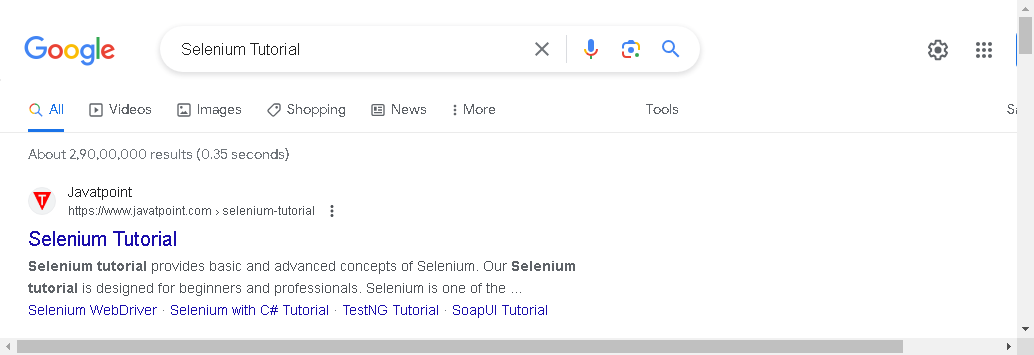 Google Selenium Tutorial
All Videos Images Shopping News More Tools
About 2,90,00,000 results (0.35 seconds)
Javatpoint
https://www.javatpoint.com › selenium-tutorial
Selenium Tutorial
Selenium tutorial provides basic and advanced concepts of Selenium. Our Selenium
tutorial is designed for beginners and professionals. Selenium is one of the ...
Selenium WebDriver · Selenium with C# Tutorial · TestNG Tutorial · SoapUI Tutorial